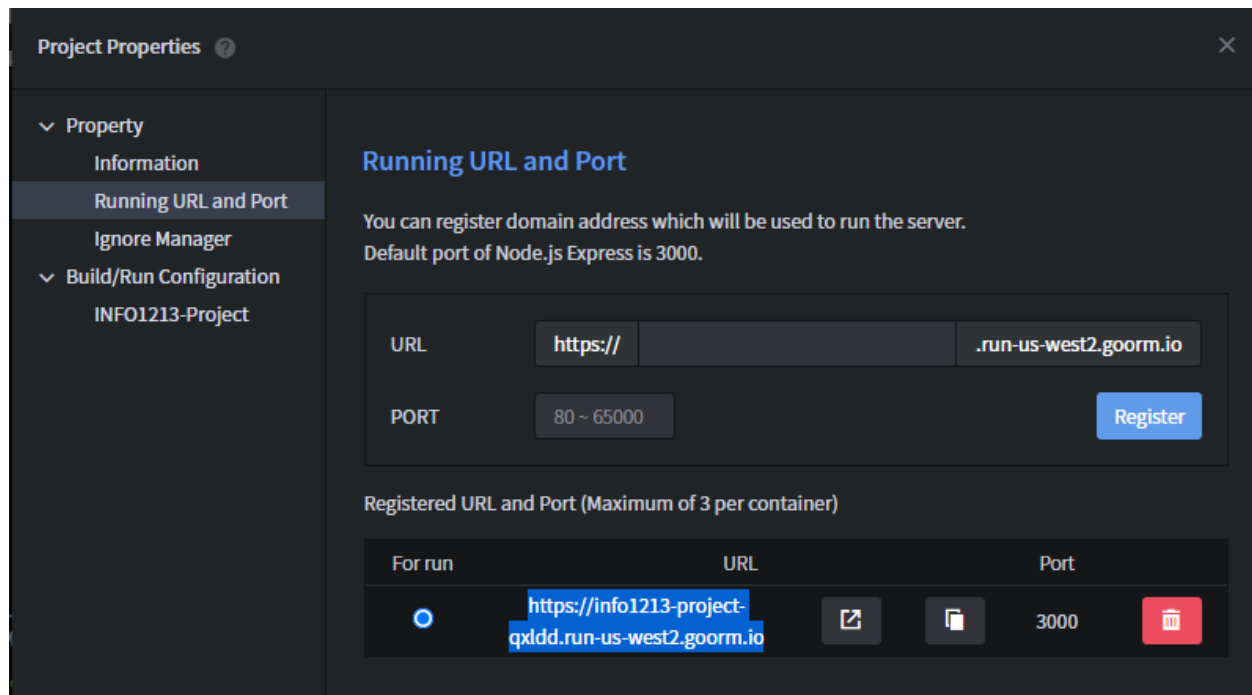 Project Properties ?
Property
Information
Running URL and Port
Ignore Manager
Build/Run Configuration
INFO1213-Project
Running URL and Port
You can register domain address which will be used to run the server.
Default port of Node.js Express is 3000.
URL https:// .run-us-west2.goorm.io
PORT 80 ~ 65000 Register
Registered URL and Port (Maximum of 3 per container)
For run URL Port
https://info1213-project-
qxldd.run-us-west2.goorm.io 3000